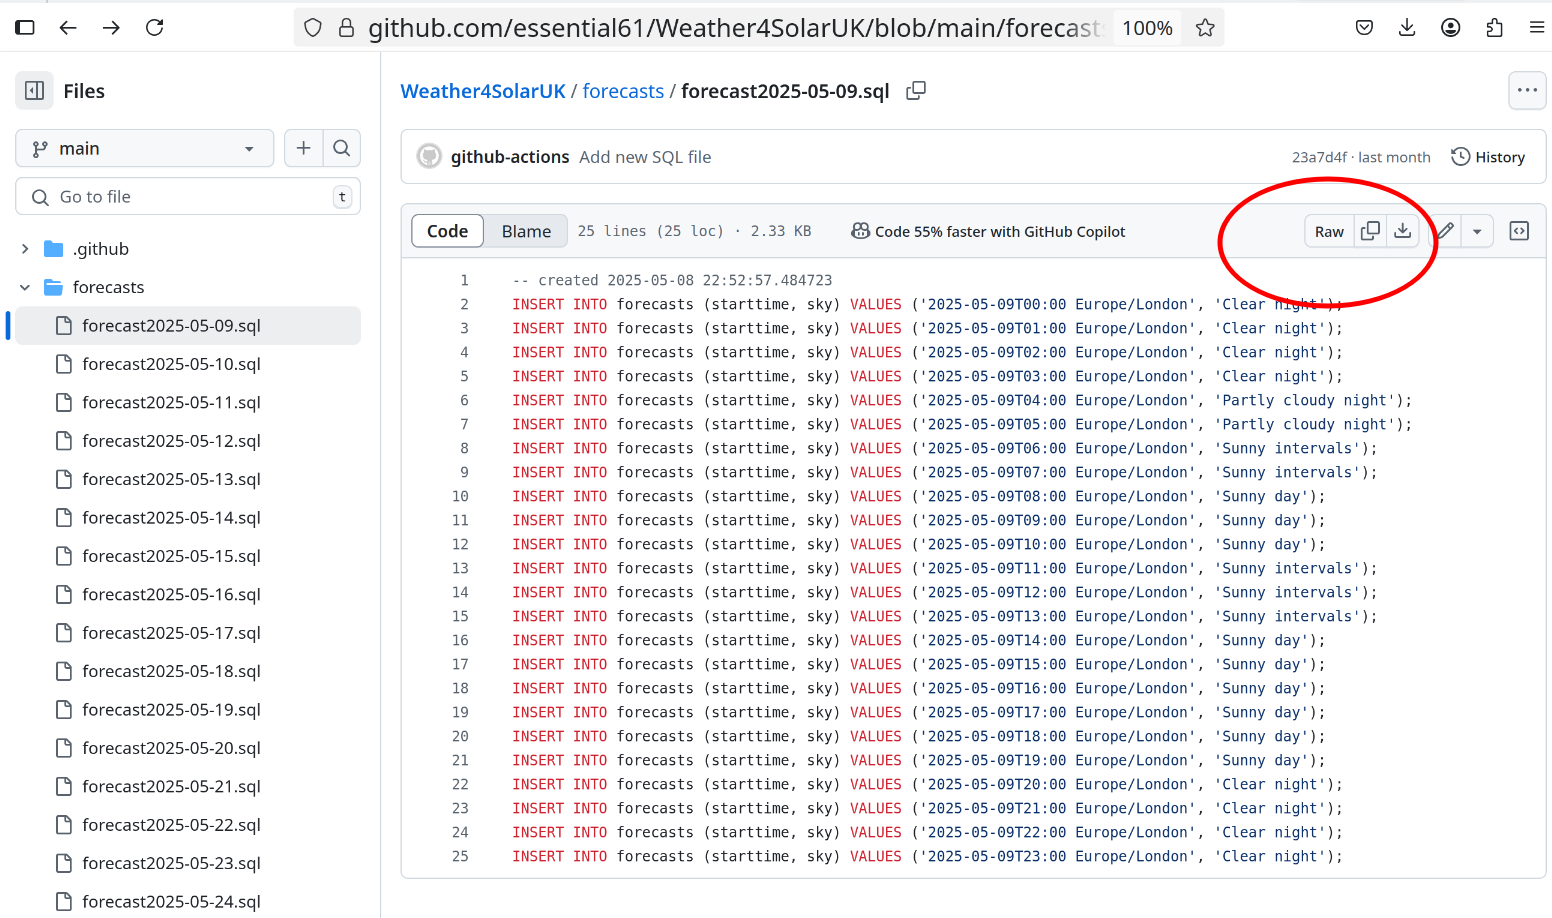 github.com/essential61/Weather4SolarUK/blob/main/forecasts
100%
Files
main
Go to file
t
.github
forecasts
forecast2025-05-09.sql
forecast2025-05-10.sql
forecast2025-05-11.sql
forecast2025-05-12.sql
forecast2025-05-13.sql
forecast2025-05-14.sql
forecast2025-05-15.sql
forecast2025-05-16.sql
forecast2025-05-17.sql
forecast2025-05-18.sql
forecast2025-05-19.sql
forecast2025-05-20.sql
forecast2025-05-21.sql
forecast2025-05-22.sql
forecast2025-05-23.sql
forecast2025-05-24.sql
Weather4SolarUK / forecasts / forecast2025-05-09.sql
github-actions Add new SQL file
23a7d4f · last month History
Code Blame 25 lines (25 loc) · 2.33 KB Code 55% faster with GitHub Copilot Raw
1 -- created 2025-05-08 22:52:57.484723
2 INSERT INTO forecasts (starttime, sky) VALUES ('2025-05-09T00:00 Europe/London', 'Clear night');
3 INSERT INTO forecasts (starttime, sky) VALUES ('2025-05-09T01:00 Europe/London', 'Clear night');
4 INSERT INTO forecasts (starttime, sky) VALUES ('2025-05-09T02:00 Europe/London', 'Clear night');
5 INSERT INTO forecasts (starttime, sky) VALUES ('2025-05-09T03:00 Europe/London', 'Clear night');
6 INSERT INTO forecasts (starttime, sky) VALUES ('2025-05-09T04:00 Europe/London', 'Partly cloudy night');
7 INSERT INTO forecasts (starttime, sky) VALUES ('2025-05-09T05:00 Europe/London', 'Partly cloudy night');
8 INSERT INTO forecasts (starttime, sky) VALUES ('2025-05-09T06:00 Europe/London', 'Sunny intervals');
9 INSERT INTO forecasts (starttime, sky) VALUES ('2025-05-09T07:00 Europe/London', 'Sunny intervals');
10 INSERT INTO forecasts (starttime, sky) VALUES ('2025-05-09T08:00 Europe/London', 'Sunny day');
11 INSERT INTO forecasts (starttime, sky) VALUES ('2025-05-09T09:00 Europe/London', 'Sunny day');
12 INSERT INTO forecasts (starttime, sky) VALUES ('2025-05-09T10:00 Europe/London', 'Sunny day');
13 INSERT INTO forecasts (starttime, sky) VALUES ('2025-05-09T11:00 Europe/London', 'Sunny intervals');
14 INSERT INTO forecasts (starttime, sky) VALUES ('2025-05-09T12:00 Europe/London', 'Sunny intervals');
15 INSERT INTO forecasts (starttime, sky) VALUES ('2025-05-09T13:00 Europe/London', 'Sunny intervals');
16 INSERT INTO forecasts (starttime, sky) VALUES ('2025-05-09T14:00 Europe/London', 'Sunny day');
17 INSERT INTO forecasts (starttime, sky) VALUES ('2025-05-09T15:00 Europe/London', 'Sunny day');
18 INSERT INTO forecasts (starttime, sky) VALUES ('2025-05-09T16:00 Europe/London', 'Sunny day');
19 INSERT INTO forecasts (starttime, sky) VALUES ('2025-05-09T17:00 Europe/London', 'Sunny day');
20 INSERT INTO forecasts (starttime, sky) VALUES ('2025-05-09T18:00 Europe/London', 'Sunny day');
21 INSERT INTO forecasts (starttime, sky) VALUES ('2025-05-09T19:00 Europe/London', 'Sunny day');
22 INSERT INTO forecasts (starttime, sky) VALUES ('2025-05-09T20:00 Europe/London', 'Clear night');
23 INSERT INTO forecasts (starttime, sky) VALUES ('2025-05-09T21:00 Europe/London', 'Clear night');
24 INSERT INTO forecasts (starttime, sky) VALUES ('2025-05-09T22:00 Europe/London', 'Clear night');
25 INSERT INTO forecasts (starttime, sky) VALUES ('2025-05-09T23:00 Europe/London', 'Clear night');